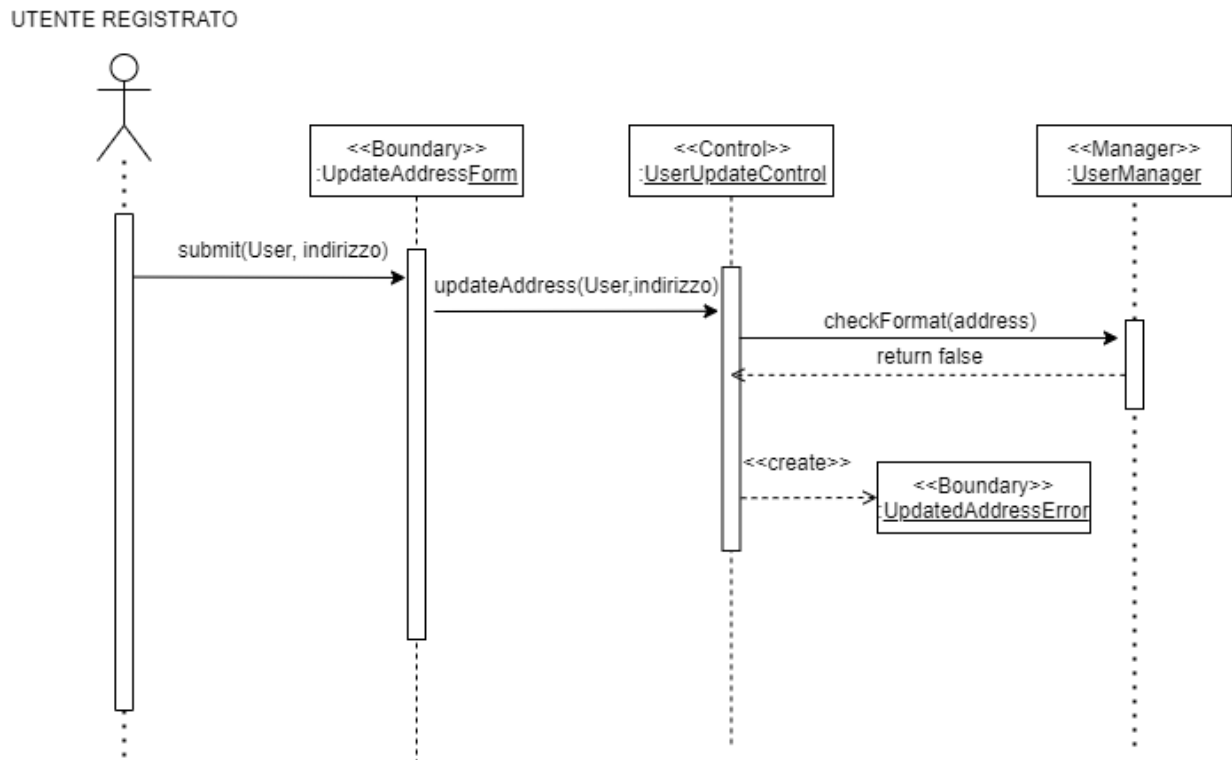 UTENTE REGISTRATO
<<Boundary>>
:UpdateAddressForm
<<Control>>
:UserUpdateControl
<<Manager>>
:UserManager
submit(User, indirizzo)
updateAddress(User,indirizzo)
checkFormat(address)
return false
<<create>>
<<Boundary>>
:UpdatedAddressError